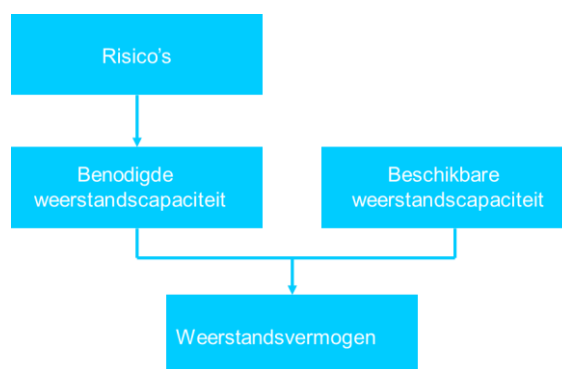 Risico's
Benodigde
weerstandscapaciteit
Beschikbare
weerstandscapaciteit
Weerstandsvermogen